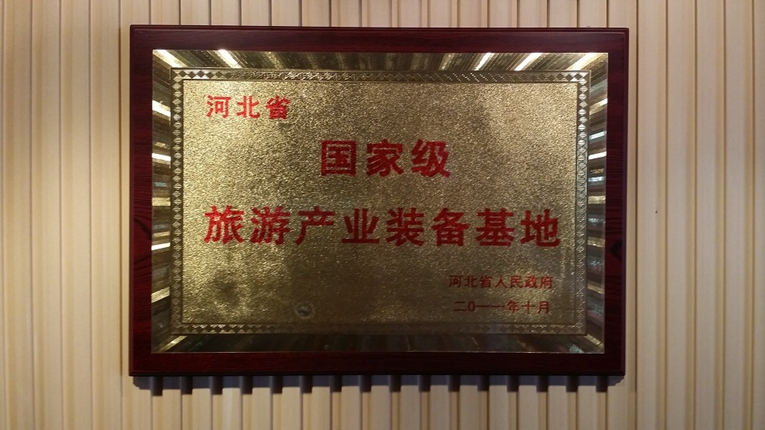 河北省
国家级
旅游产业装备基地
河北省人民政府
二0一一年十月